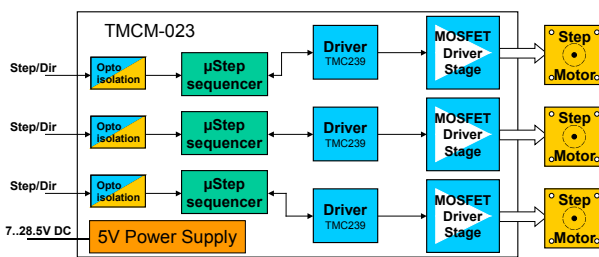 TMCM-023
Step/Dir
Opto
isolation
µStep
sequencer
Driver
TMC239
MOSFET
Driver
Stage
Step
Motor
Step/Dir
Opto
isolation
µStep
sequencer
Driver
TMC239
MOSFET
Driver
Stage
Step
Motor
Step/Dir
Opto
isolation
µStep
sequencer
Driver
TMC239
MOSFET
Driver
Stage
Step
Motor
7..28.5V DC
5V Power Supply